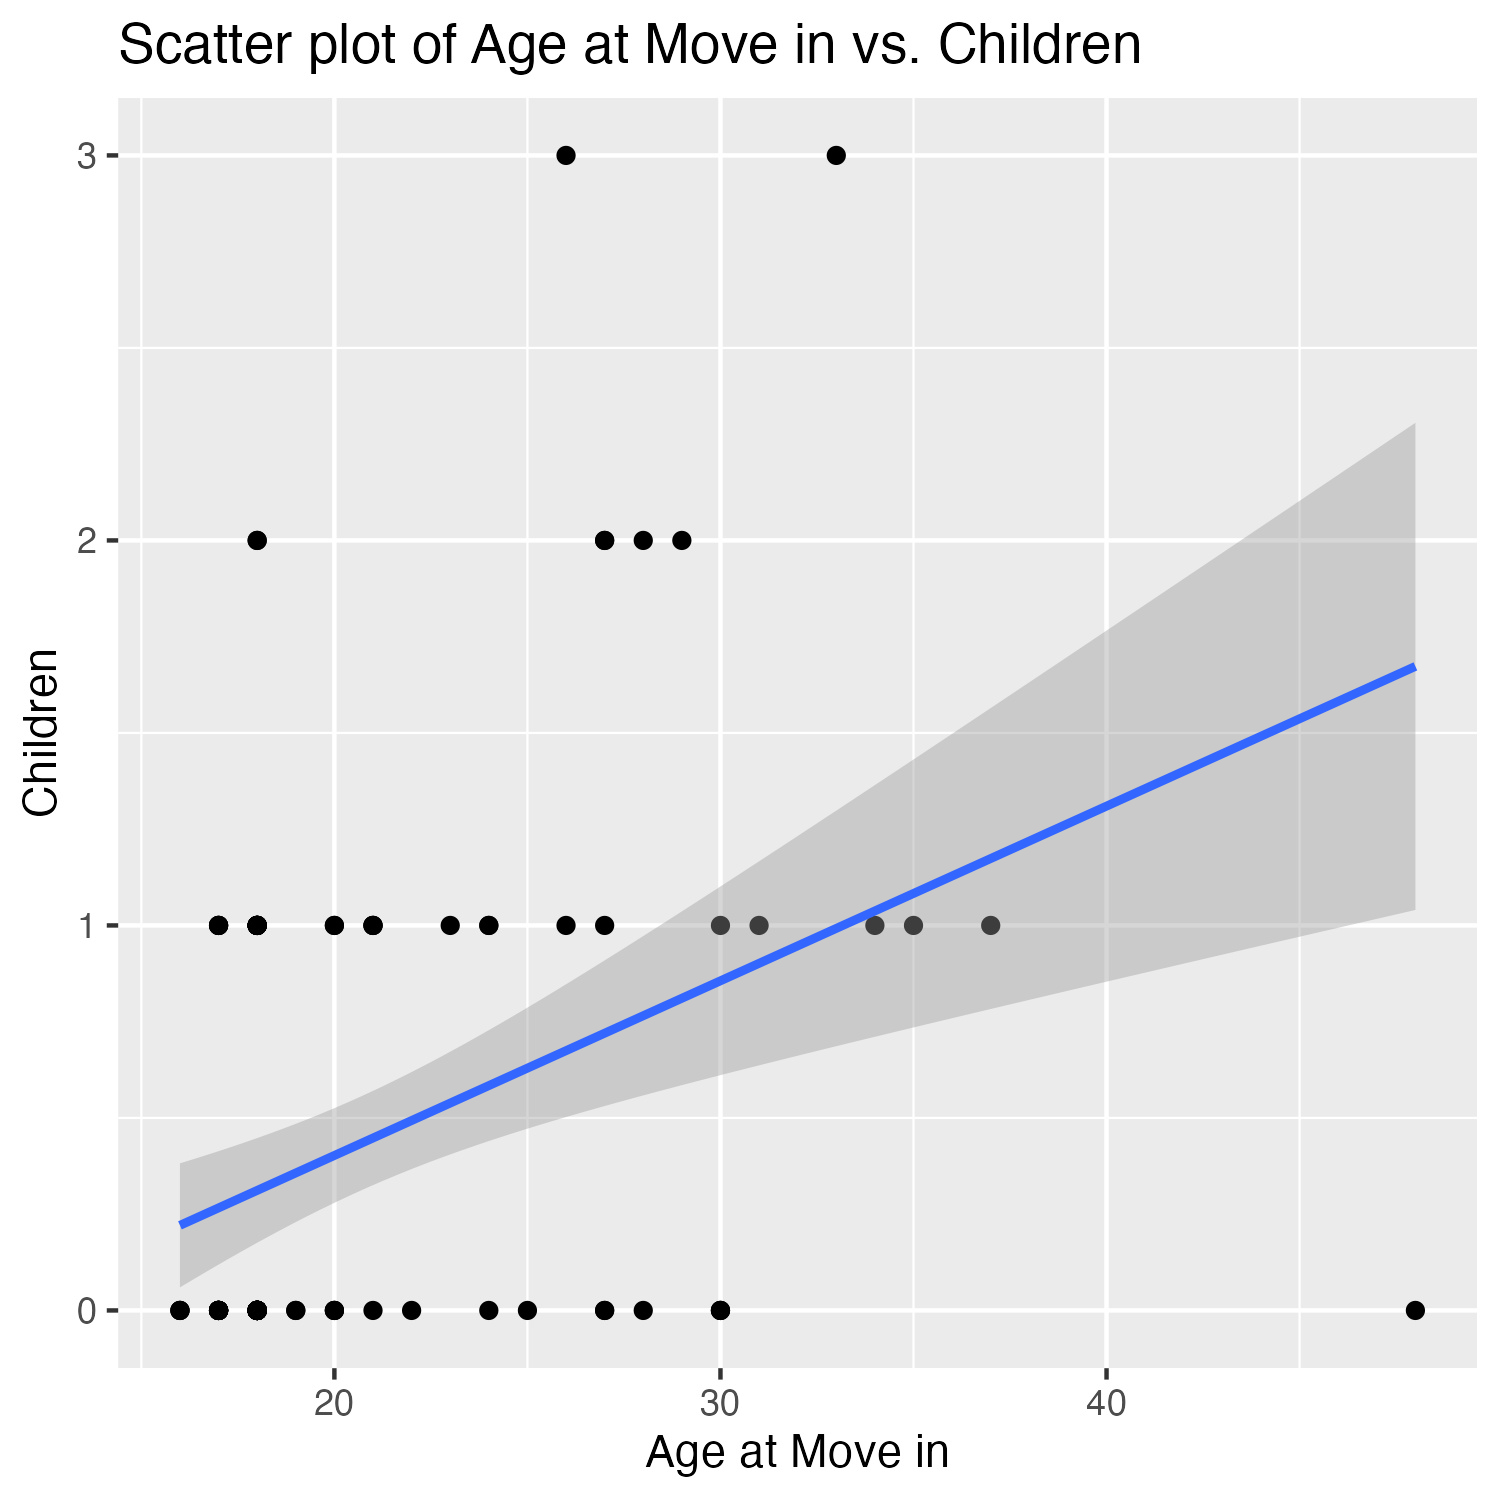 Scatter plot of Age at Move in vs. Children
3
2
1
0
Children
20 30 40
Age at Move in